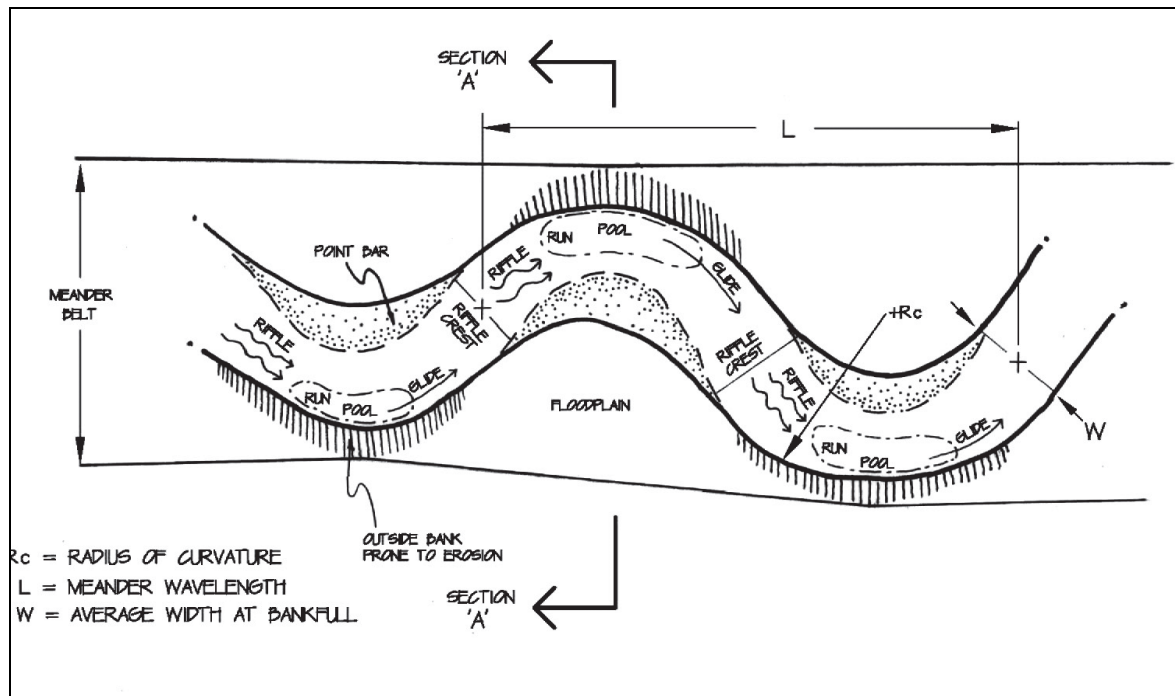 SECTION
'A'
L
POINT BAR
RUN
POOL
RIFFLE
GLIDE
MEANDER
BELT
RIFFLE
CREST
+Rc
RIFFLE
RUN
POOL
GLIDE
RIFFLE
CREST
RIFFLE
FLOODPLAIN
RUN
POOL
GLIDE
W
OUTSIDE BANK
PRONE TO EROSION
Rc = RADIUS OF CURVATURE
L = MEANDER WAVELENGTH
W = AVERAGE WIDTH AT BANKFULL
SECTION
'A'